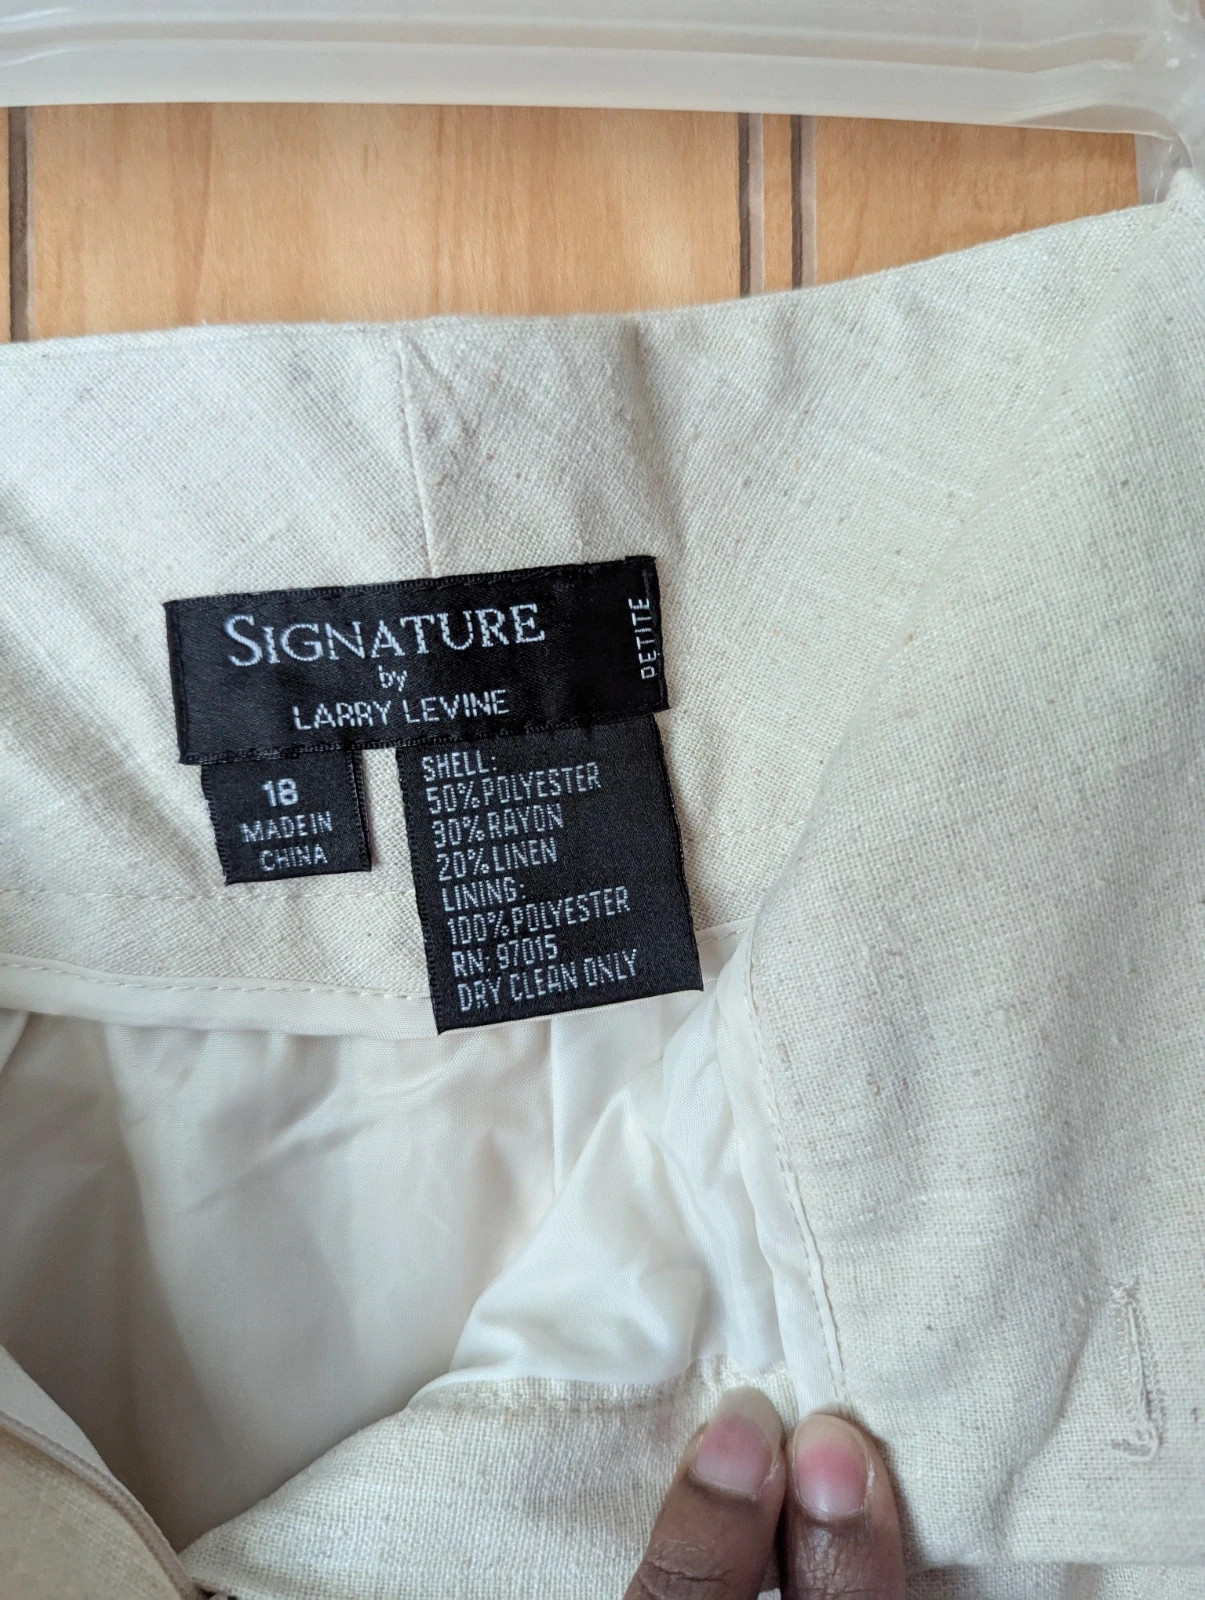 SIGNATURE
by
LARRY LEVINE
PETITE
18
MADE IN
CHINA
SHELL:
50% POLYESTER
30% RAYON
20% LINEN
LINING:
100% POLYESTER
RN: 97015
DRY CLEAN ONLY